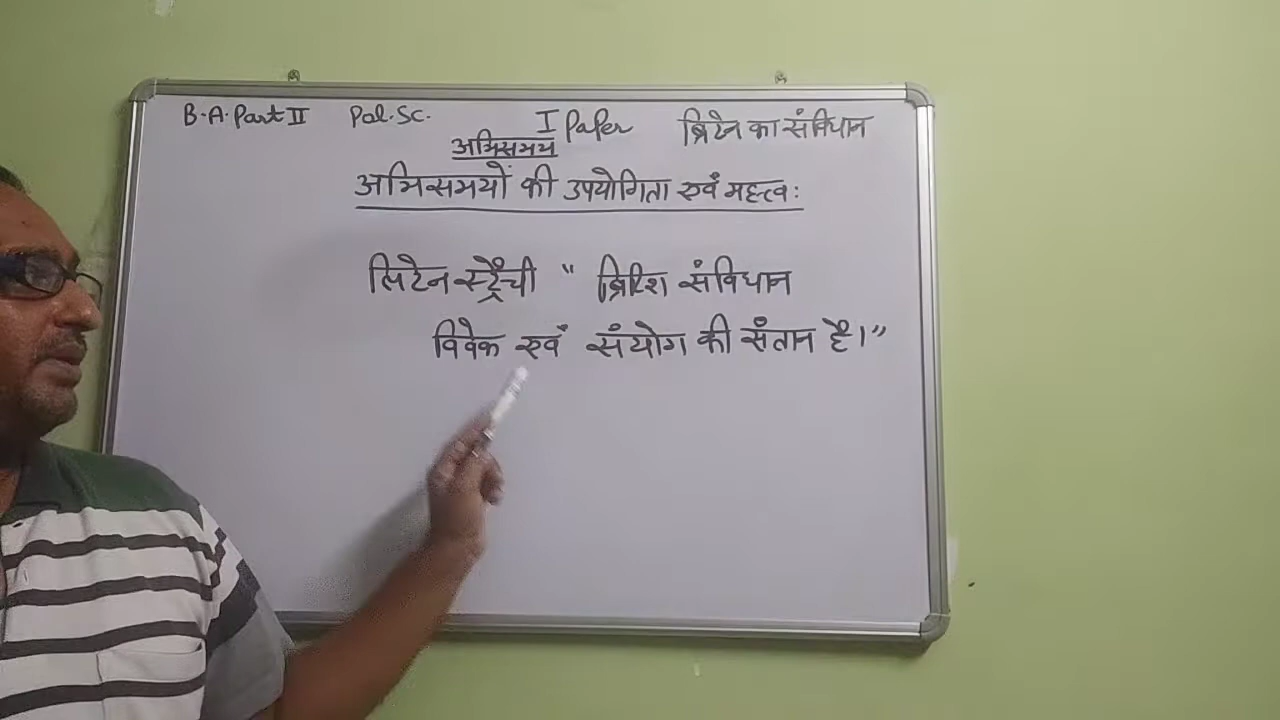 B.A. Part II Pol.Sc. I Paper ब्रिटेन का संविधान
अभिसमय
अभिसमयों की उपयोगिता एवं महत्त्व :
लिटेन स्ट्रैची " ब्रिटिश संविधान
विवेक एवं संयोग की संतान है।"